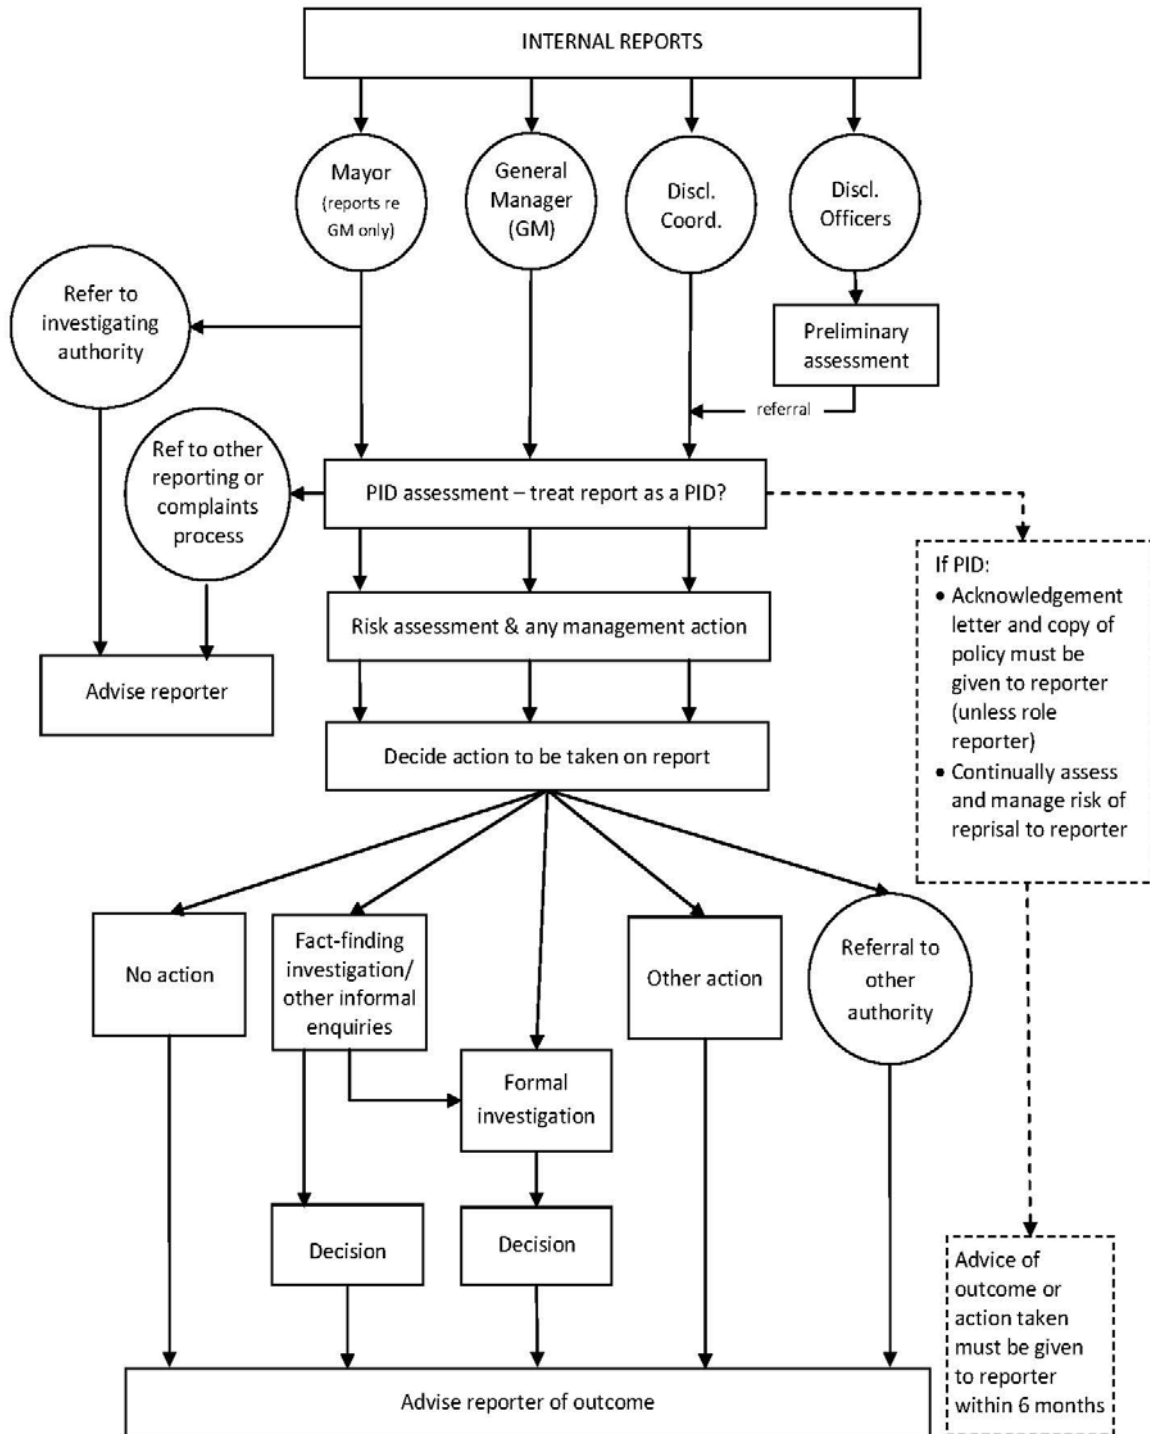 INTERNAL REPORTS
Mayor
(reports re
GM only)
General
Manager
(GM)
Discl.
Coord.
Discl.
Officers
Refer to
investigating
authority
Preliminary
assessment
referral
Ref to other
reporting or
complaints
process
PID assessment – treat report as a PID?
If PID:
• Acknowledgement
letter and copy of
policy must be
given to reporter
(unless role
reporter)
• Continually assess
and manage risk of
reprisal to reporter
Risk assessment & any management action
Advise reporter
Decide action to be taken on report
No action
Fact-finding
investigation/
other informal
enquiries
Formal
investigation
Other action
Referral to
other
authority
Decision
Decision
Advice of
outcome or
action taken
must be given
to reporter
within 6 months
Advise reporter of outcome